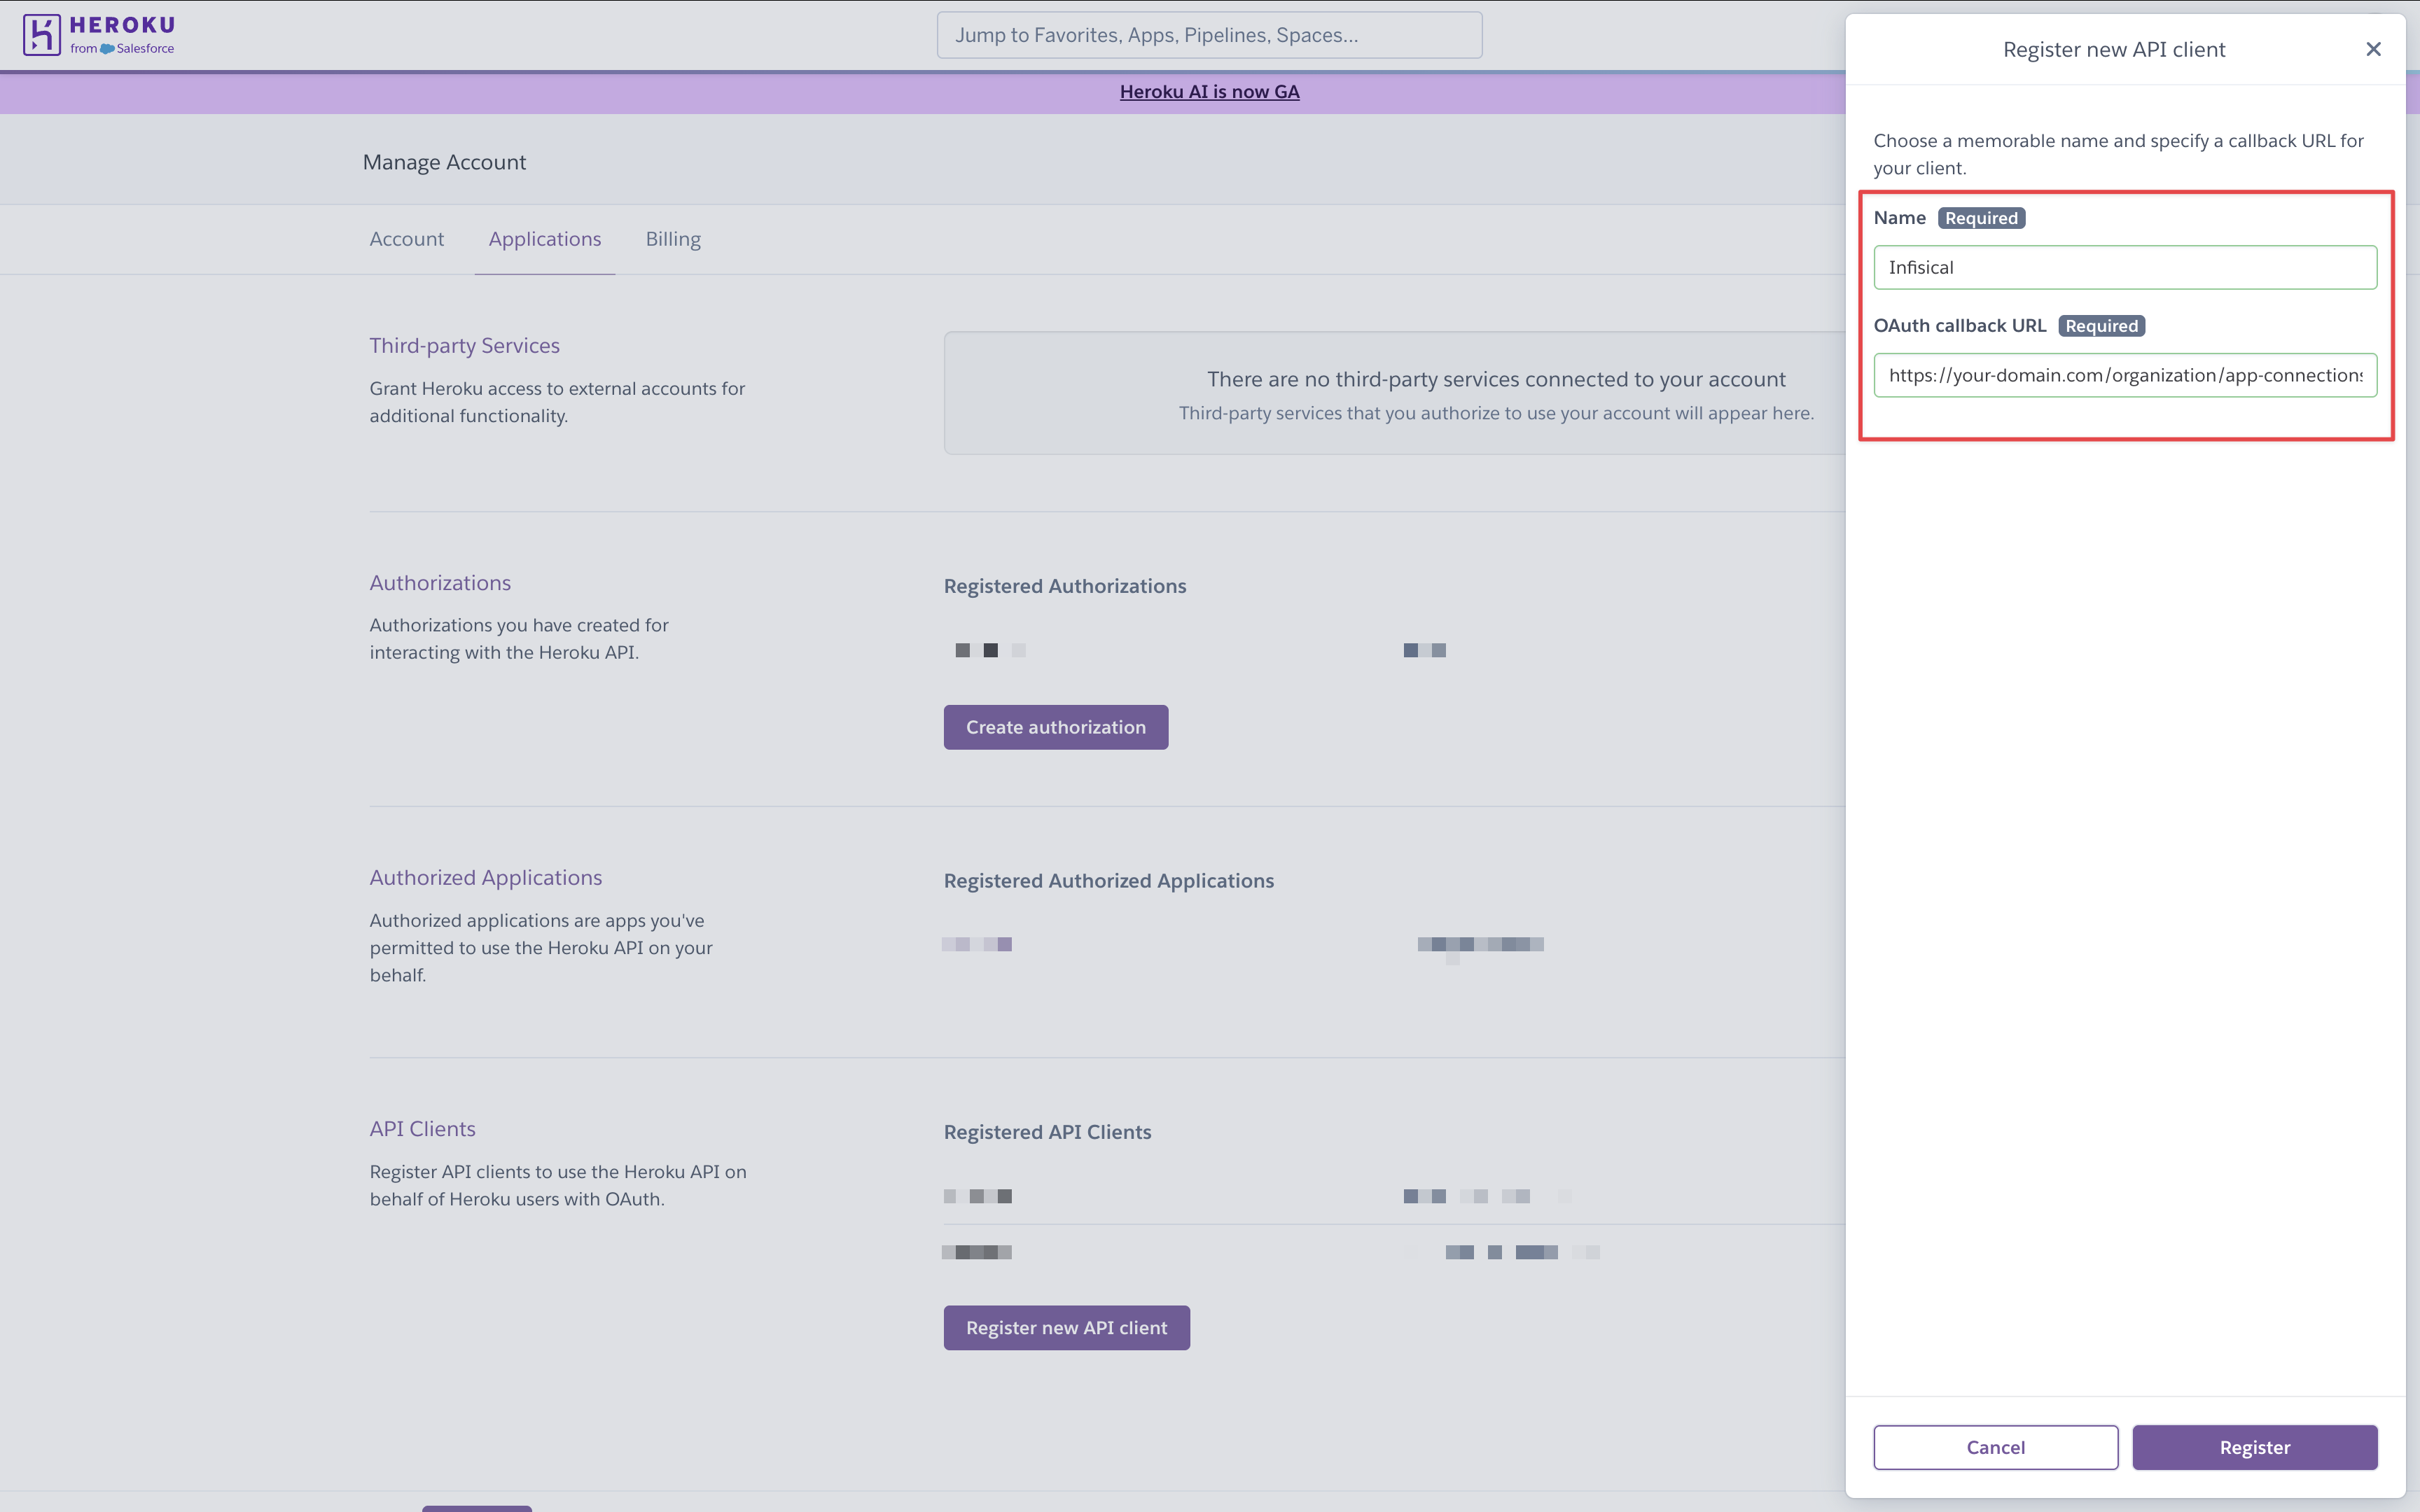 HEROKU
from Salesforce
Jump to Favorites, Apps, Pipelines, Spaces...
Heroku AI is now GA
Manage Account
Account Applications Billing
Third-party Services
Grant Heroku access to external accounts for
additional functionality.
There are no third-party services connected to your account
Third-party services that you authorize to use your account will appear here.
Authorizations
Authorizations you have created for
interacting with the Heroku API.
Registered Authorizations
Create authorization
Authorized Applications
Authorized applications are apps you've
permitted to use the Heroku API on your
behalf.
Registered Authorized Applications
API Clients
Register API clients to use the Heroku API on
behalf of Heroku users with OAuth.
Registered API Clients
Register new API client
Register new API client
Choose a memorable name and specify a callback URL for
your client.
Name Required
Infisical
OAuth callback URL Required
https://your-domain.com/organization/app-connections
Cancel Register